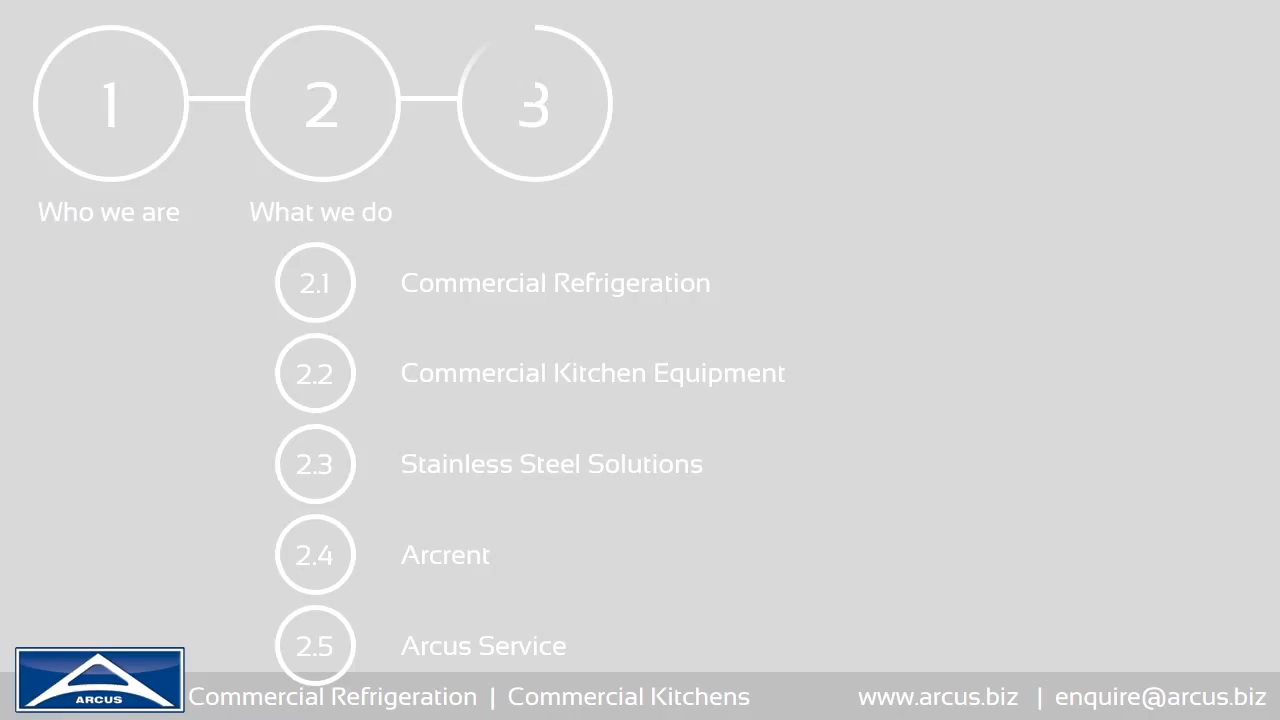 1
2
3
Who we are
What we do
2.1 Commercial Refrigeration
2.2 Commercial Kitchen Equipment
2.3 Stainless Steel Solutions
2.4 Arcrent
2.5 Arcus Service
ARCUS
Commercial Refrigeration | Commercial Kitchens
www.arcus.biz | enquire@arcus.biz